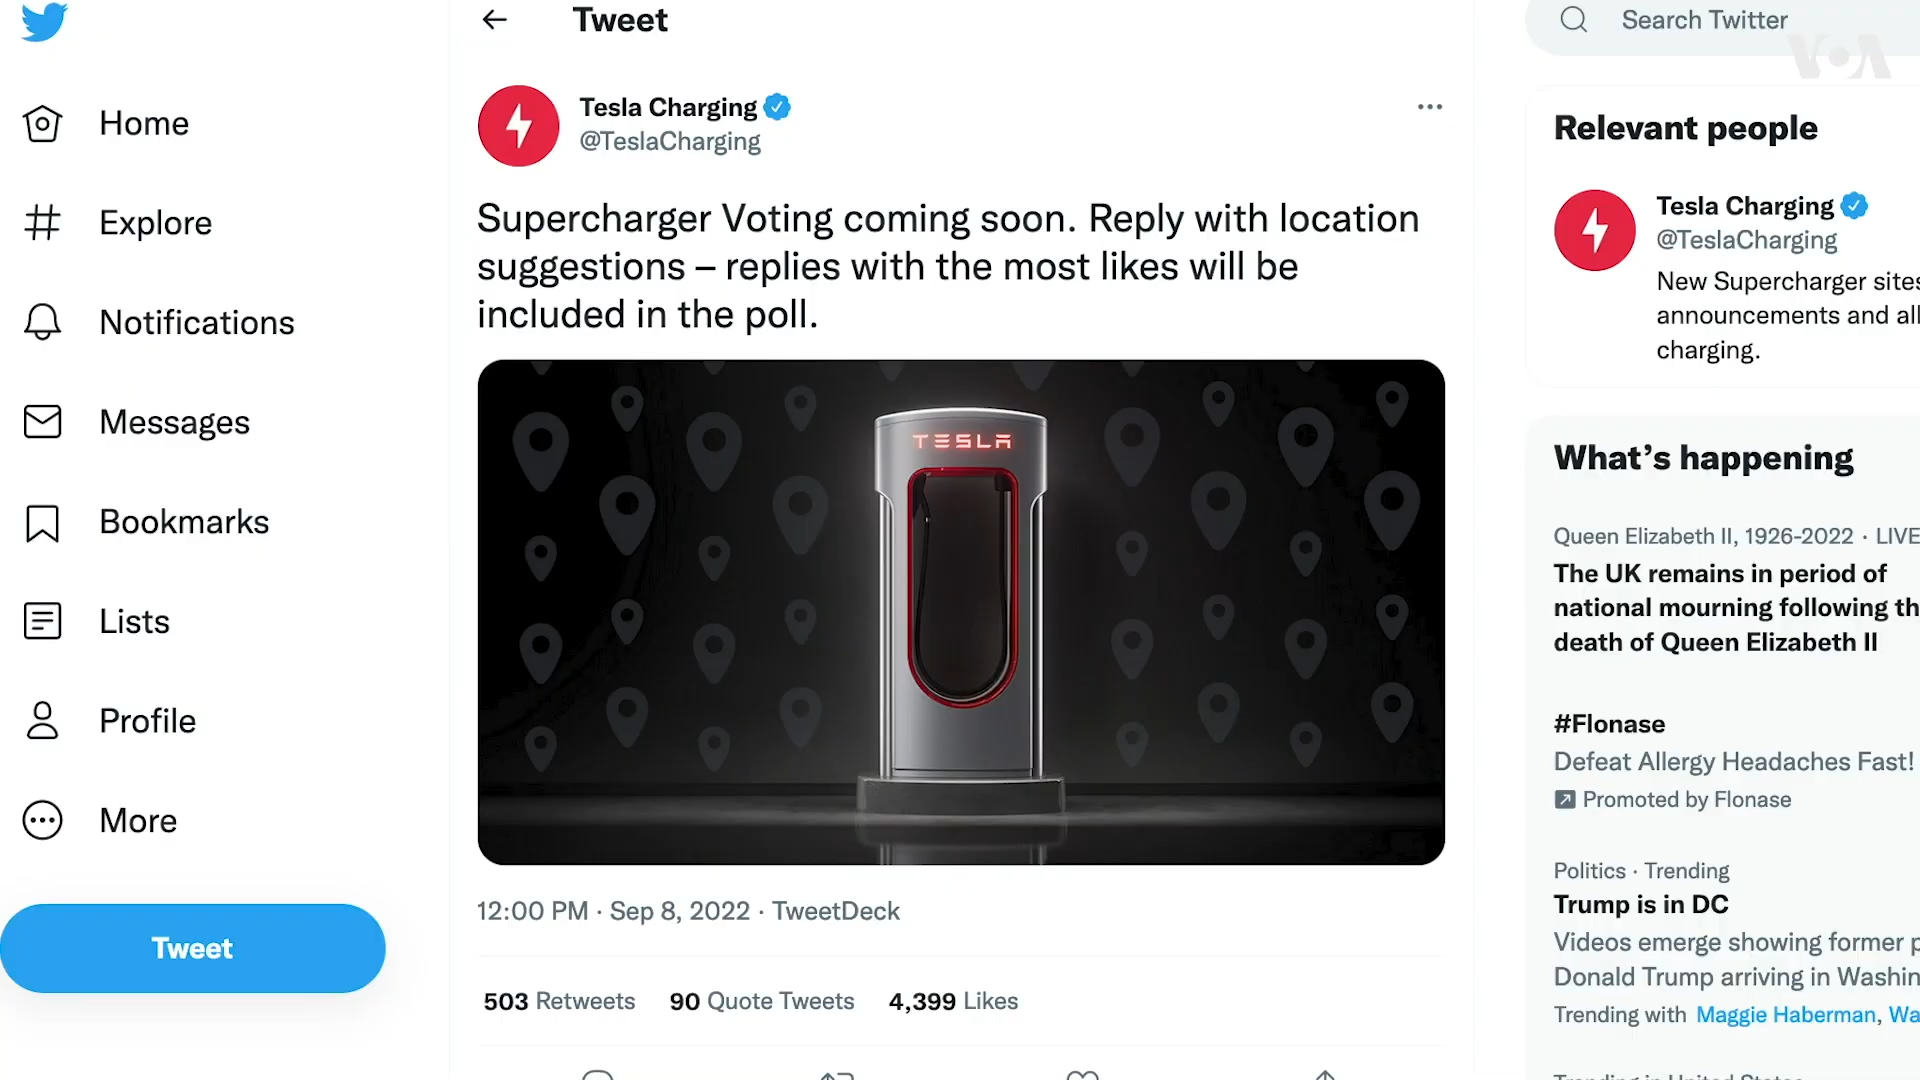 Tweet
Search Twitter
VOA
Home
Explore
Notifications
Messages
Bookmarks
Lists
Profile
More
Tweet
Tesla Charging
@TeslaCharging
Supercharger Voting coming soon. Reply with location
suggestions – replies with the most likes will be
included in the poll.
TESLA
12:00 PM · Sep 8, 2022 · TweetDeck
503 Retweets 90 Quote Tweets 4,399 Likes
Relevant people
Tesla Charging
@TeslaCharging
New Supercharger sites
announcements and all
charging.
What's happening
Queen Elizabeth II, 1926-2022 · LIVE
The UK remains in period of
national mourning following th
death of Queen Elizabeth II
#Flonase
Defeat Allergy Headaches Fast!
Promoted by Flonase
Politics · Trending
Trump is in DC
Videos emerge showing former p
Donald Trump arriving in Washin
Trending with Maggie Haberman, Wa